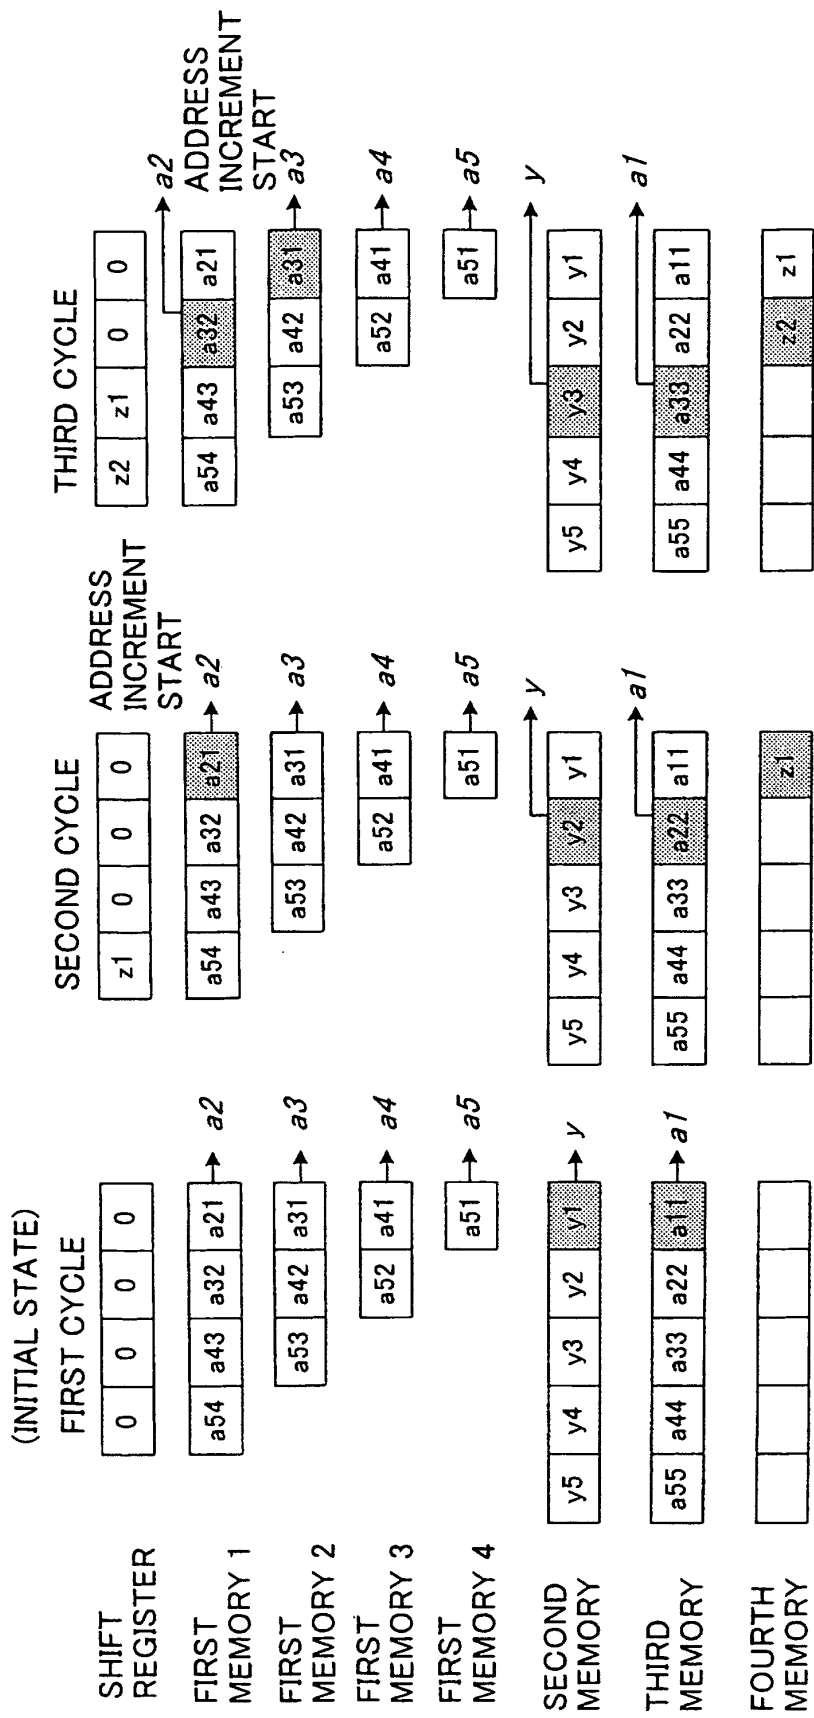 (INITIAL STATE)
FIRST CYCLE
SECOND CYCLE
THIRD CYCLE
SHIFT
REGISTER
0 0 0 0
z1 0 0 0
z2 z1 0 0
ADDRESS
INCREMENT
START
FIRST
MEMORY 1
a54 a43 a32 a21 a2
a54 a43 a32 a21 a2
a54 a43 a32 a21 a2
ADDRESS
INCREMENT
START
FIRST
MEMORY 2
a53 a42 a31 a3
a53 a42 a31 a3
a53 a42 a31 a3
FIRST
MEMORY 3
a52 a41 a4
a52 a41 a4
a52 a41 a4
FIRST
MEMORY 4
a51 a5
a51 a5
a51 a5
SECOND
MEMORY
y5 y4 y3 y2 y1 y
y5 y4 y3 y2 y1 y
y5 y4 y3 y2 y1 y
THIRD
MEMORY
a55 a44 a33 a22 a11 a1
a55 a44 a33 a22 a11 a1
a55 a44 a33 a22 a11 a1
FOURTH
MEMORY
z1
z2 z1